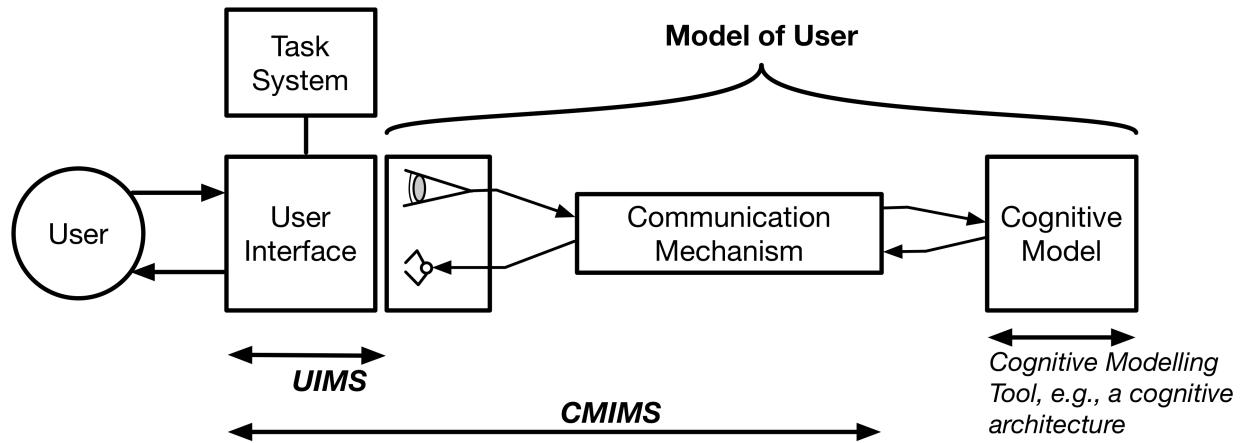 Model of User
Task
System
User
User
Interface
Communication
Mechanism
Cognitive
Model
UIMS
CMIMS
Cognitive Modelling
Tool, e.g., a cognitive
architecture